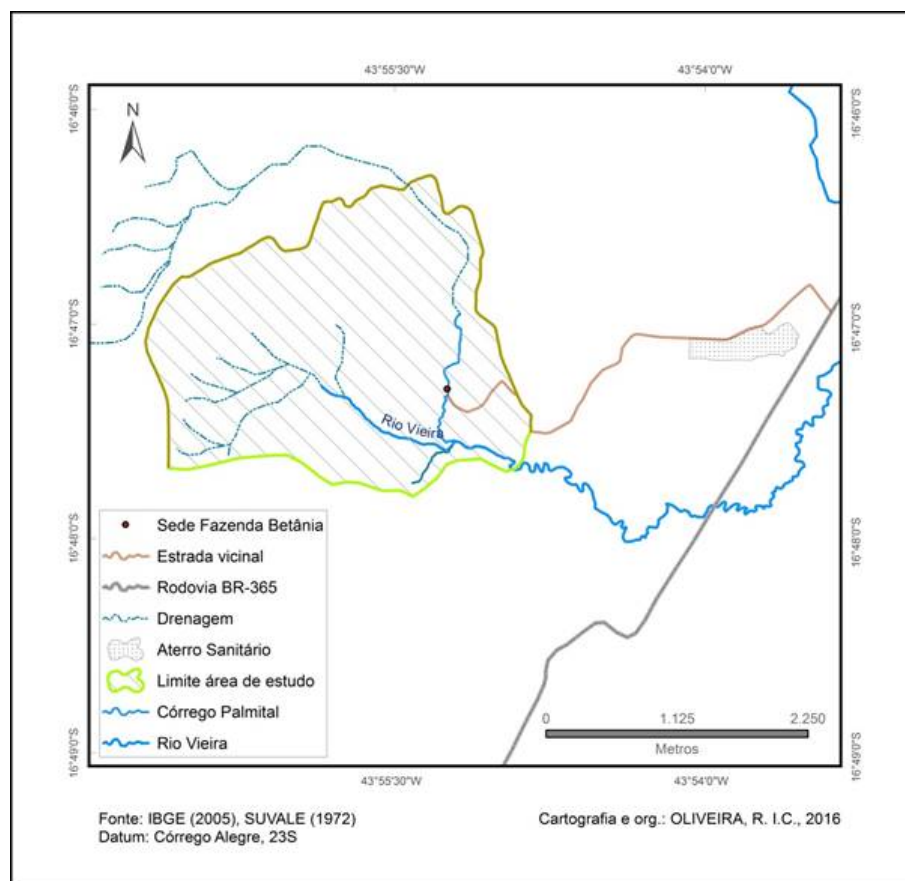 43°55'30"W
43°54'0"W
N
16°46'0"S
16°46'0"S
16°47'0"S
16°47'0"S
Rio Vieira
16°48'0"S
16°48'0"S
Sede Fazenda Betânia
Estrada vicinal
Rodovia BR-365
Drenagem
Aterro Sanitário
Limite área de estudo
Córrego Palmital
Rio Vieira
0
1.125
2.250
Metros
16°49'0"S
16°49'0"S
43°55'30"W
43°54'0"W
Fonte: IBGE (2005), SUVALE (1972)
Datum: Córrego Alegre, 23S
Cartografia e org.: OLIVEIRA, R. I.C., 2016